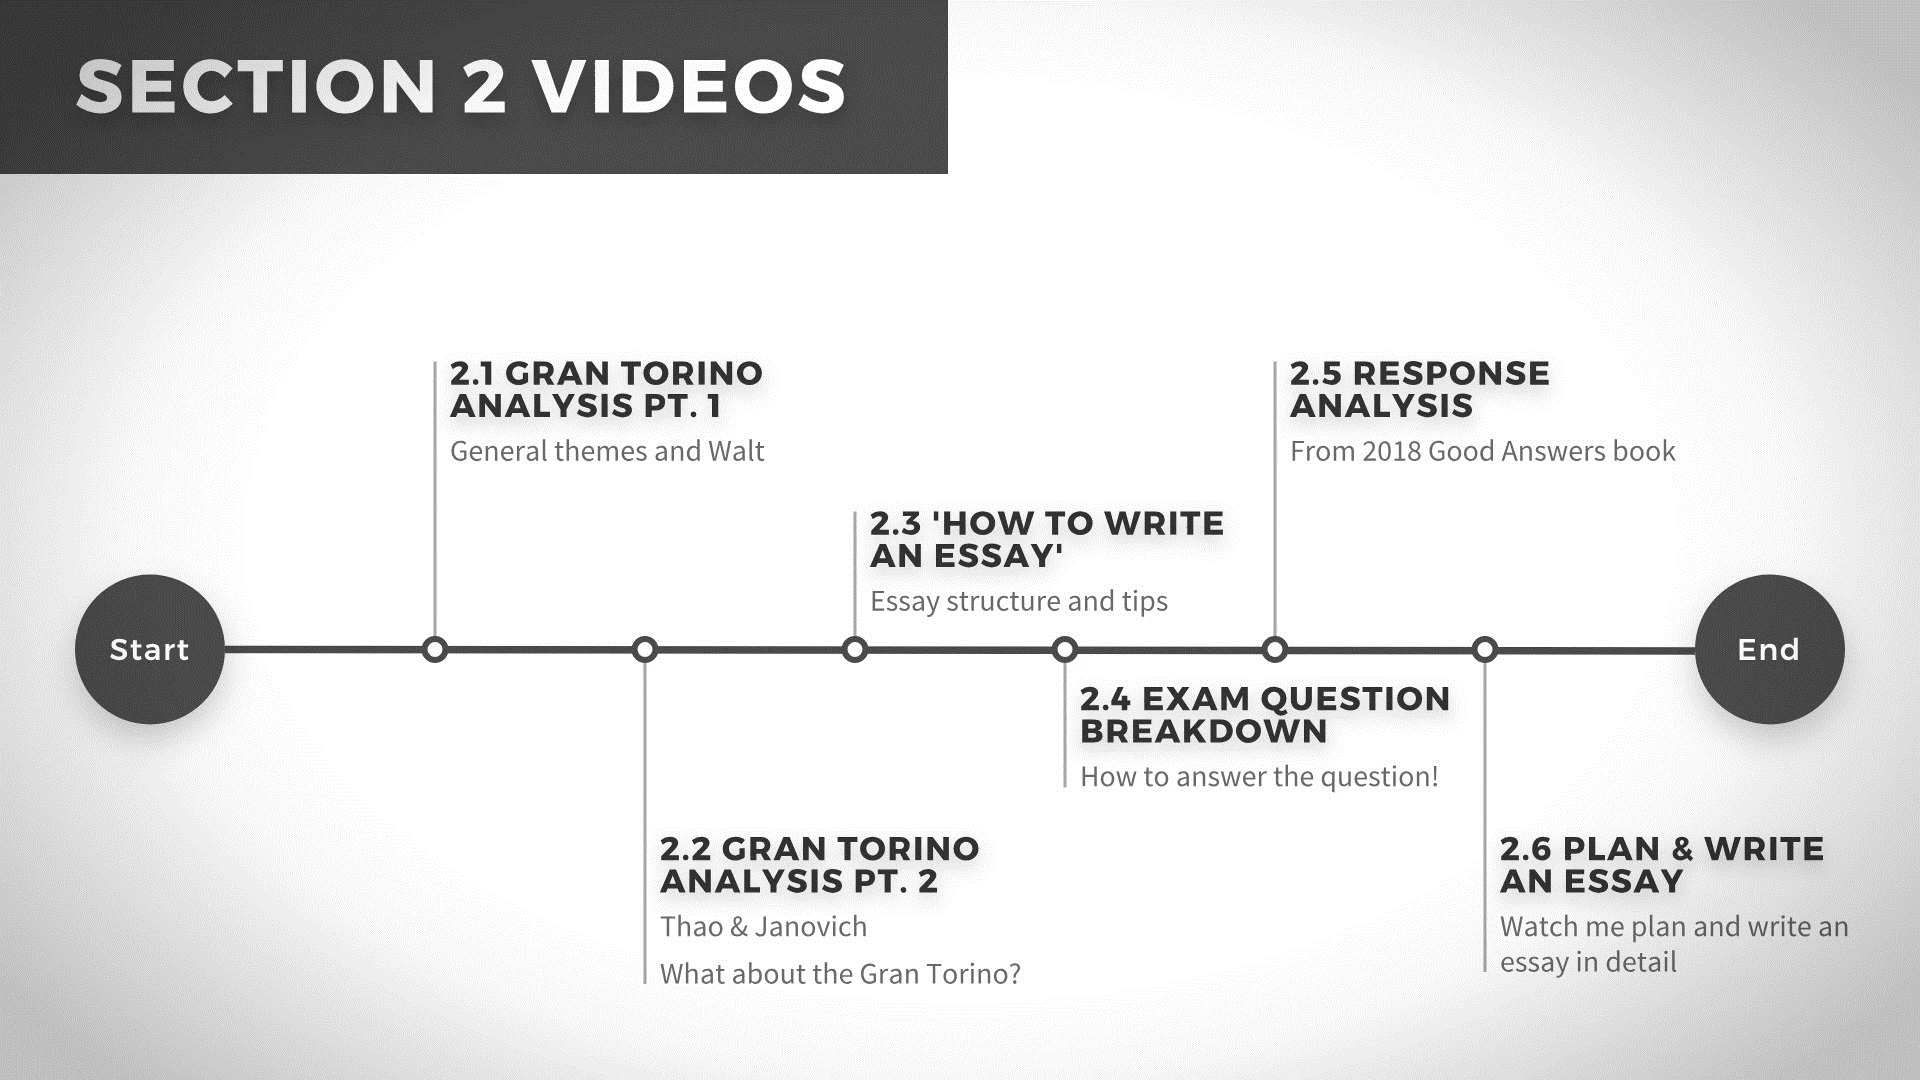 SECTION 2 VIDEOS
Start
2.1 GRAN TORINO
ANALYSIS PT. 1
General themes and Walt
2.2 GRAN TORINO
ANALYSIS PT. 2
Thao & Janovich
What about the Gran Torino?
2.3 'HOW TO WRITE
AN ESSAY'
Essay structure and tips
2.4 EXAM QUESTION
BREAKDOWN
How to answer the question!
2.5 RESPONSE
ANALYSIS
From 2018 Good Answers book
2.6 PLAN & WRITE
AN ESSAY
Watch me plan and write an
essay in detail
End